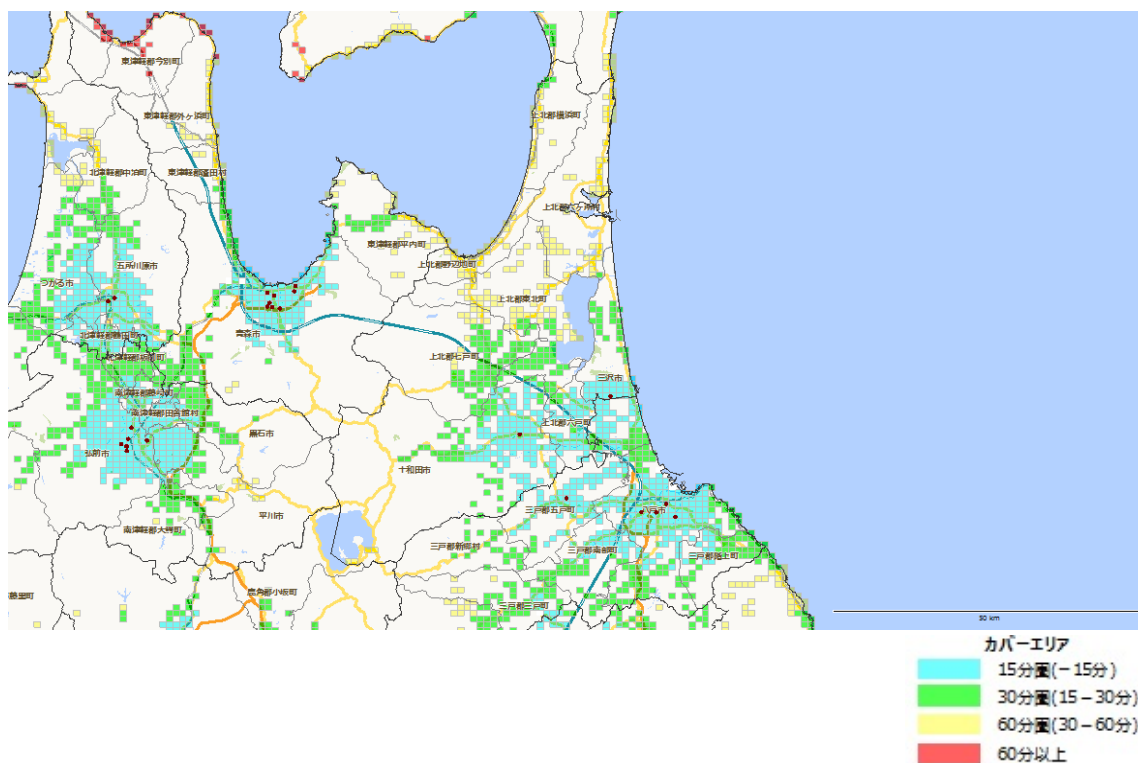 東津軽郡今別町
東津軽郡外ヶ浜町
上北郡横浜町
北津軽郡中泊町
東津軽郡蓬田村
上北郡六ヶ所村
東津軽郡平内町
五所川原市
上北郡野辺地町
つがる市
上北郡東北町
青森市
北津軽郡鶴田町
北津軽郡板柳町
上北郡七戸町
三沢市
南津軽郡藤崎町
南津軽郡田舎館村
上北郡六戸町
黒石市
弘前市
十和田市
三戸郡五戸町
八戸市
平川市
南津軽郡大鰐町
三戸郡新郷村
三戸郡南部町
三戸郡階上町
鹿角郡小坂町
藤里町
三戸郡三戸町
30 km
カバーエリア
15分圏(－15分)
30分圏(15－30分)
60分圏(30－60分)
60分以上